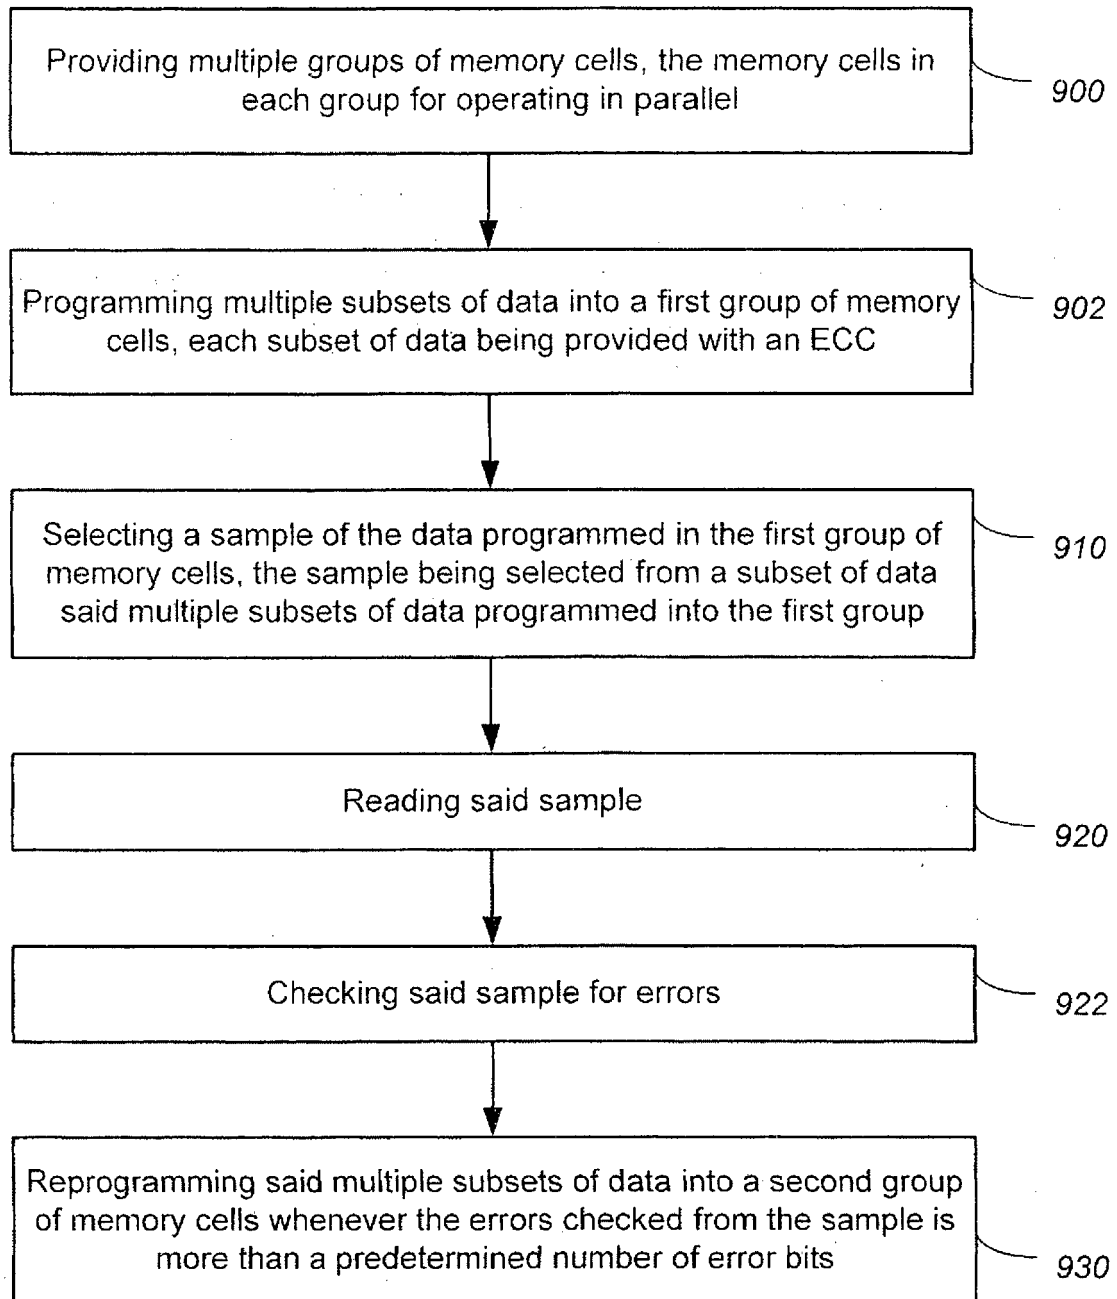 Providing multiple groups of memory cells, the memory cells in
each group for operating in parallel
900
Programming multiple subsets of data into a first group of memory
cells, each subset of data being provided with an ECC
902
Selecting a sample of the data programmed in the first group of
memory cells, the sample being selected from a subset of data
said multiple subsets of data programmed into the first group
910
Reading said sample
920
Checking said sample for errors
922
Reprogramming said multiple subsets of data into a second group
of memory cells whenever the errors checked from the sample is
more than a predetermined number of error bits
930